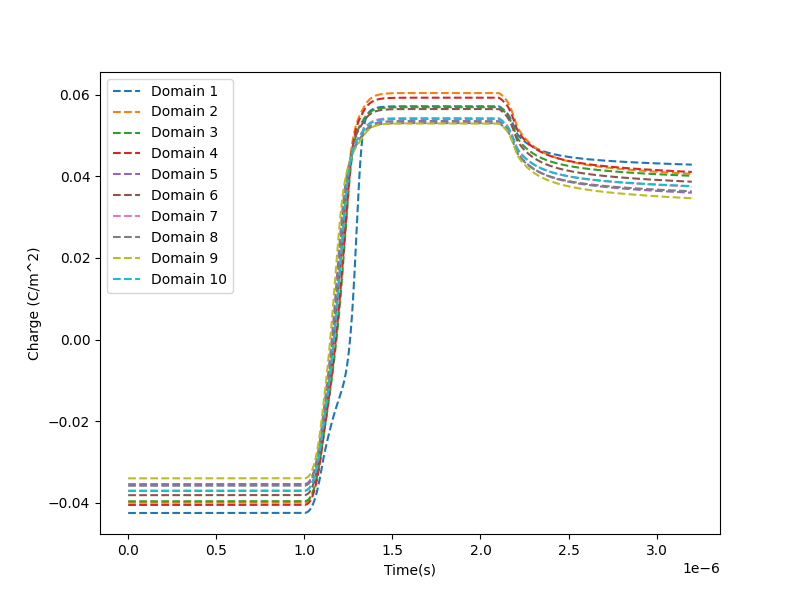 0.06
0.04
0.02
0.00
−0.02
−0.04
Charge (C/m^2)
Domain 1
Domain 2
Domain 3
Domain 4
Domain 5
Domain 6
Domain 7
Domain 8
Domain 9
Domain 10
0.0 0.5 1.0 1.5 2.0 2.5 3.0
1e−6
Time(s)